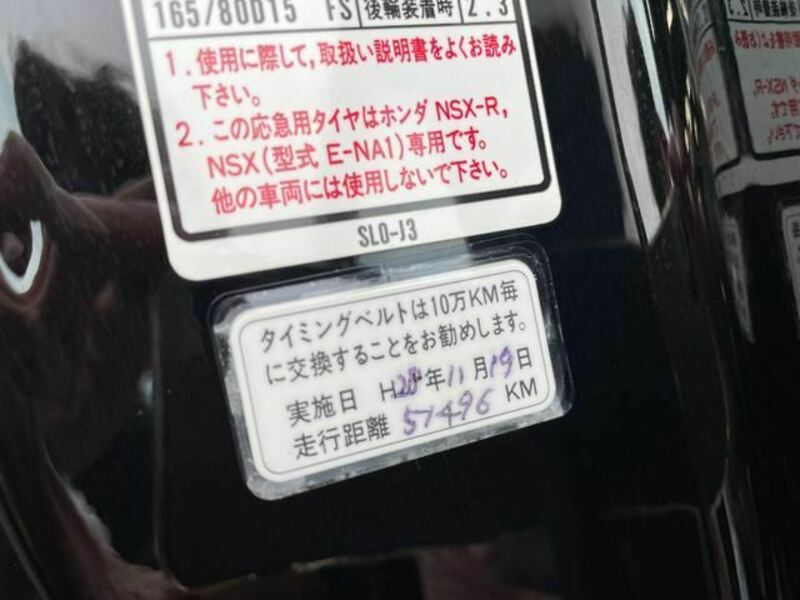 165/80D15 FS 後輪装着時 2.3
1. 使用に際して,取扱い説明書をよくお読み
下さい。
2. この応急用タイヤはホンダ NSX-R,
NSX(型式 E-NA1)専用です。
他の車両には使用しないで下さい。
SL0-J3
タイミングベルトは10万KM毎
に交換することをお勧めします。
実施日 H28年11月19日
走行距離 51496 KM